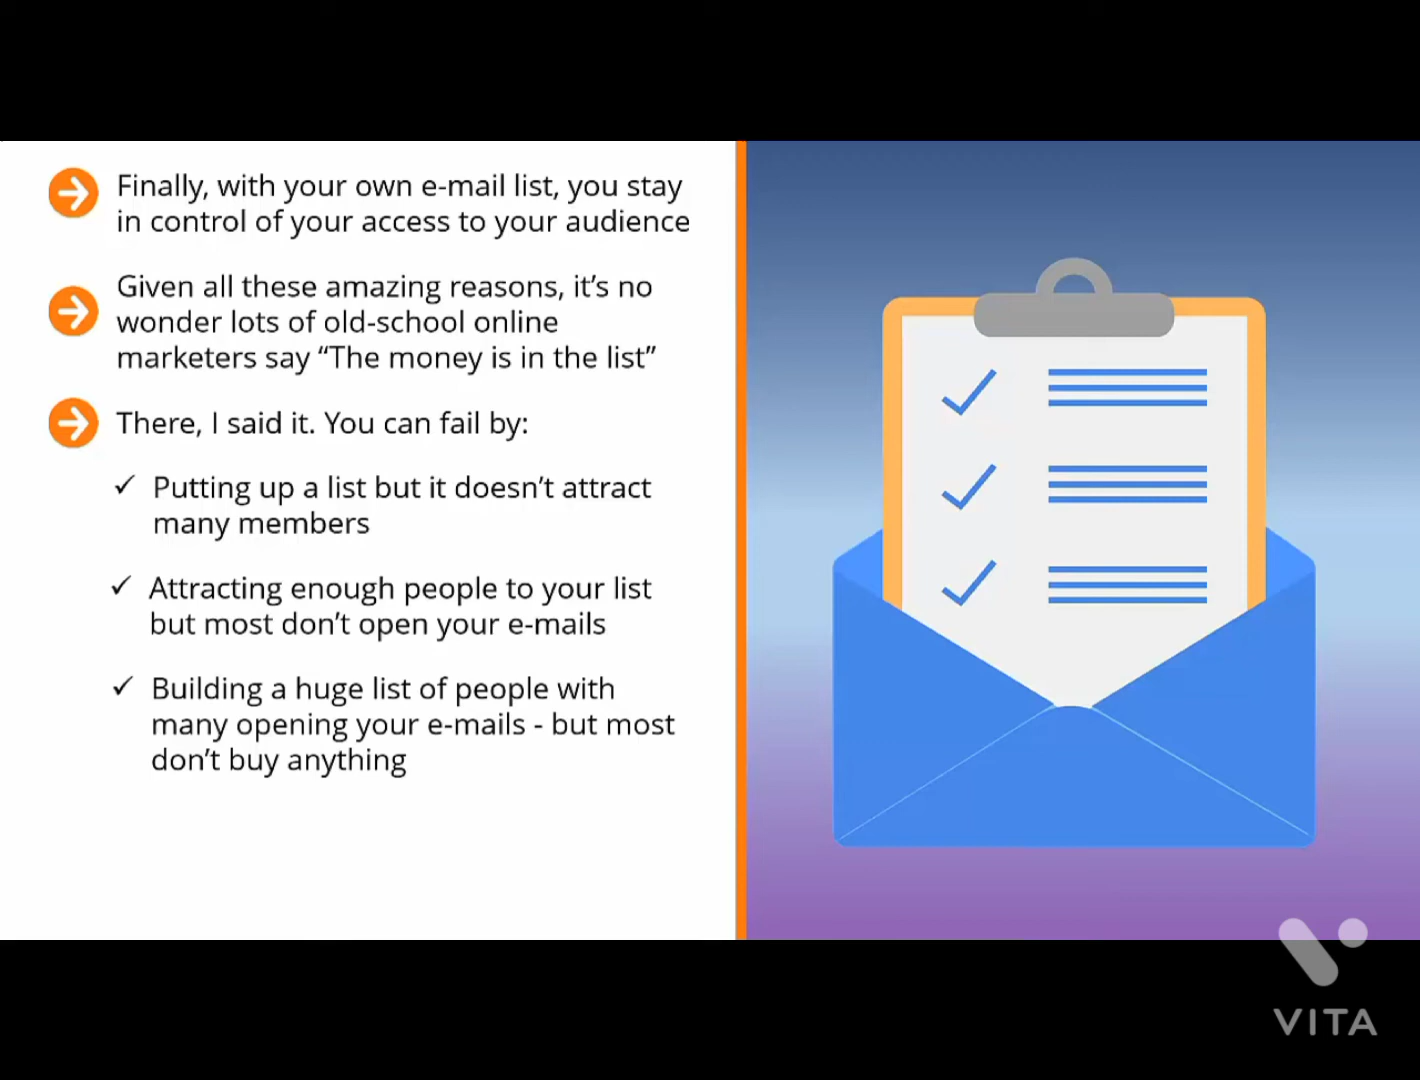 Finally, with your own e-mail list, you stay
in control of your access to your audience
Given all these amazing reasons, it’s no
wonder lots of old-school online
marketers say “The money is in the list”
There, I said it. You can fail by:
Putting up a list but it doesn’t attract
many members
Attracting enough people to your list
but most don’t open your e-mails
Building a huge list of people with
many opening your e-mails - but most
don’t buy anything
VITA